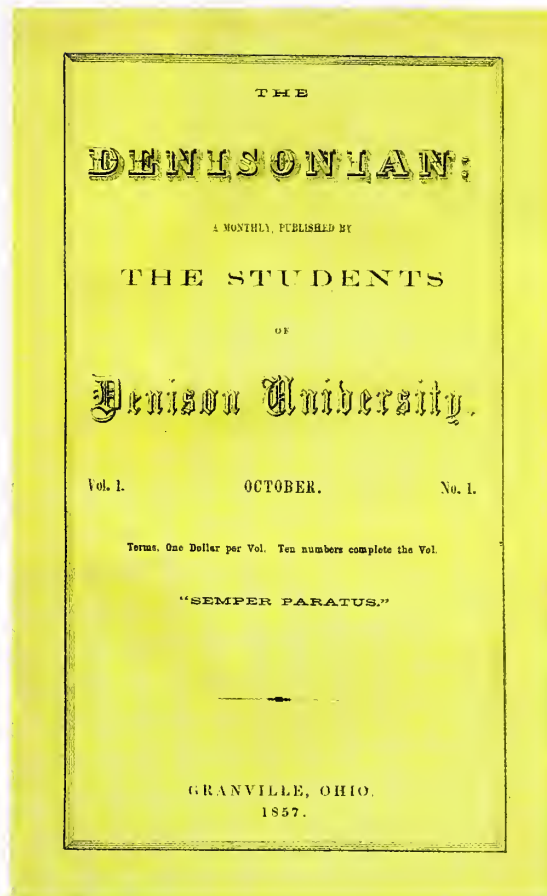 THE
DENISONIAN:
A MONTHLY, PUBLISHED BY
THE STUDENTS
OF
Denison University.
Vol. 1. OCTOBER. No. 1.
Terms, One Dollar per Vol. Ten numbers complete the Vol.
"SEMPER PARATUS."
GRANVILLE, OHIO.
1857.